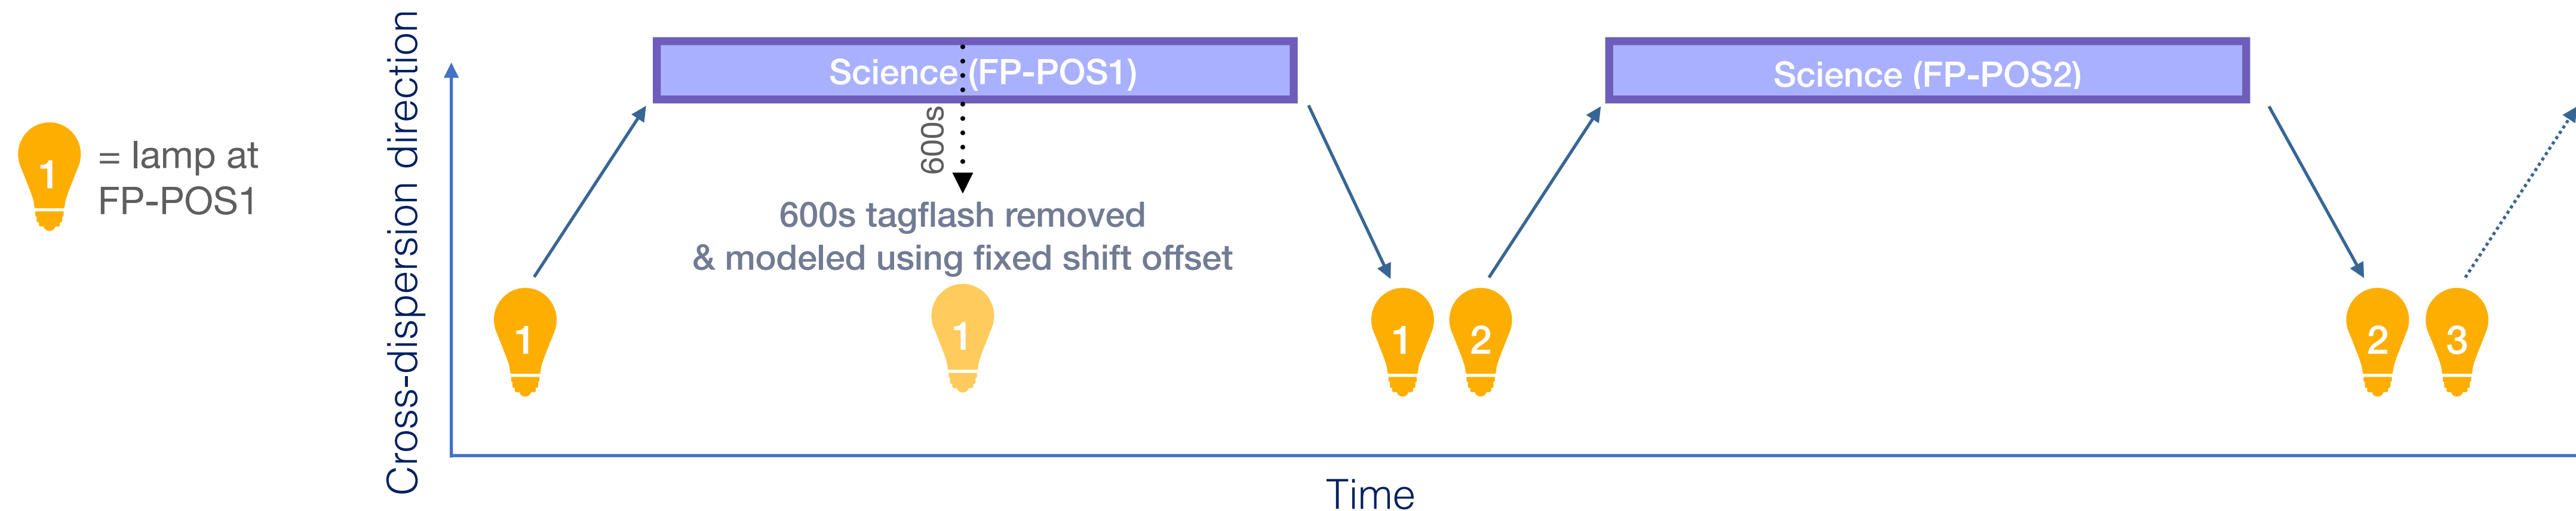 1
= lamp at
FP-POS1
Cross-dispersion direction
Science (FP-POS1)
600s
600s tagflash removed
& modeled using fixed shift offset
Science (FP-POS2)
1
1
1
2
2
3
Time